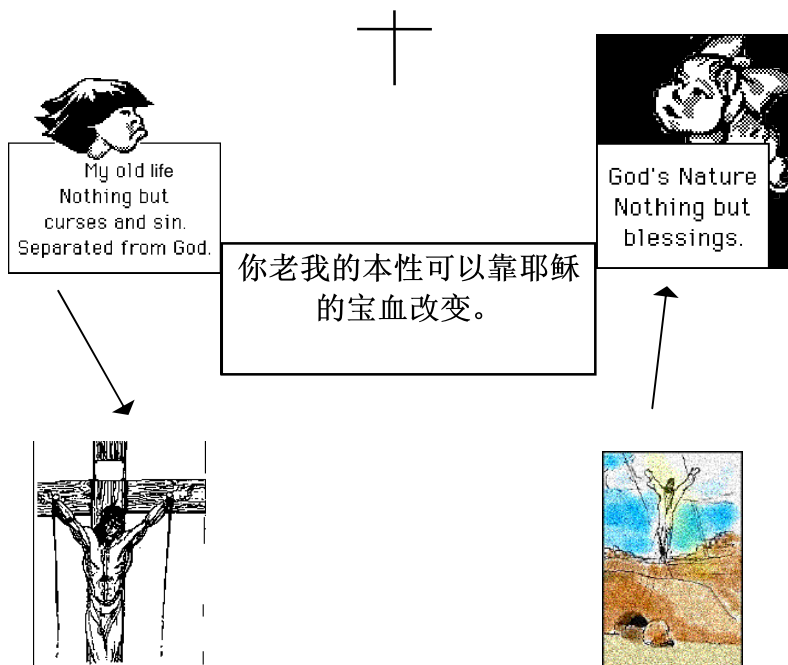 My old life
Nothing but
curses and sin.
Separated from God.
你老我的本性可以靠耶稣
的宝血改变。
God's Nature
Nothing but
blessings.